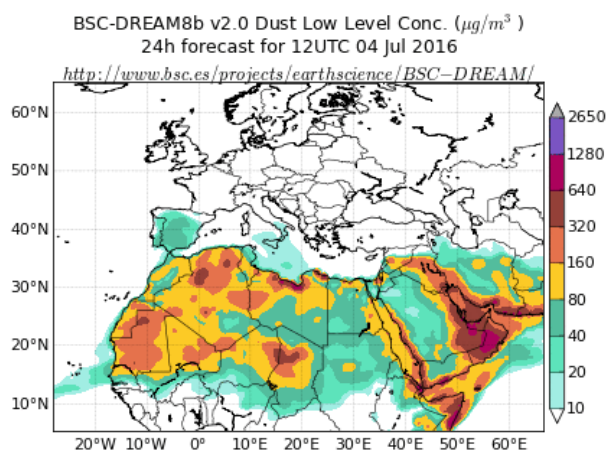 BSC-DREAM8b v2.0 Dust Low Level Conc. (μg/m³ )
24h forecast for 12UTC 04 Jul 2016
http://www.bsc.es/projects/earthscience/BSC−DREAM/
60°N
50°N
40°N
30°N
20°N
10°N
20°W
10°W
0°
10°E
20°E
30°E
40°E
50°E
60°E
2650
1280
640
320
160
80
40
20
10